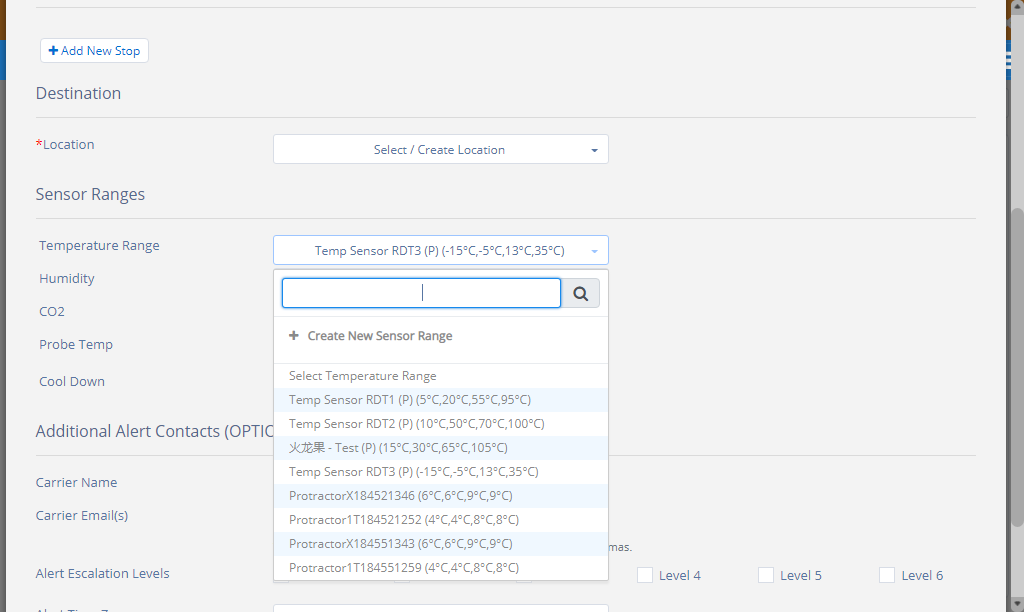 Add New Stop
Destination
*Location
Select / Create Location
Sensor Ranges
Temperature Range
Temp Sensor RDT3 (P) (-15°C,-5°C,13°C,35°C)
Humidity
CO2
Create New Sensor Range
Probe Temp
Select Temperature Range
Cool Down
Temp Sensor RDT1 (P) (5°C,20°C,55°C,95°C)
Temp Sensor RDT2 (P) (10°C,50°C,70°C,100°C)
Additional Alert Contacts (OPTIO
火龙果 - Test (P) (15°C,30°C,65°C,105°C)
Temp Sensor RDT3 (P) (-15°C,-5°C,13°C,35°C)
Carrier Name
ProtractorX184521346 (6°C,6°C,9°C,9°C)
Carrier Email(s)
Protractor1T184521252 (4°C,4°C,8°C,8°C)
ProtractorX184551343 (6°C,6°C,9°C,9°C)
mas.
Protractor1T184551259 (4°C,4°C,8°C,8°C)
Alert Escalation Levels
Level 4
Level 5
Level 6